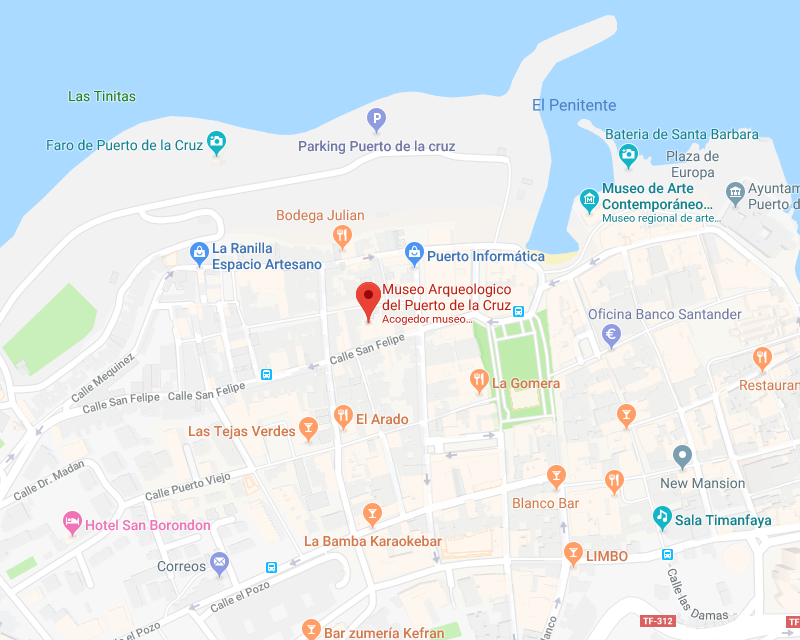 Las Tinitas
El Penitente
Faro de Puerto de la Cruz
P
Parking Puerto de la cruz
Bateria de Santa Barbara
Plaza de
Europa
Museo de Arte
Contemporáneo...
Museo regional de arte...
Ayuntam
Puerto d
Bodega Julian
La Ranilla
Espacio Artesano
Puerto Informática
Museo Arqueologico
del Puerto de la Cruz
Acogedor museo...
Oficina Banco Santander
€
Calle San Felipe
Calle Mequinez
La Gomera
Restauran
Calle San Felipe
Calle San Felipe
El Arado
Las Tejas Verdes
Calle Dr. Madan
Calle Puerto Viejo
New Mansion
Blanco Bar
Hotel San Borondon
Sala Timanfaya
La Bamba Karaokebar
LIMBO
Correos
Calle el Pozo
Calle las Damas
el Pozo
Bar zumería Kefran
lanco
TF-312
TF